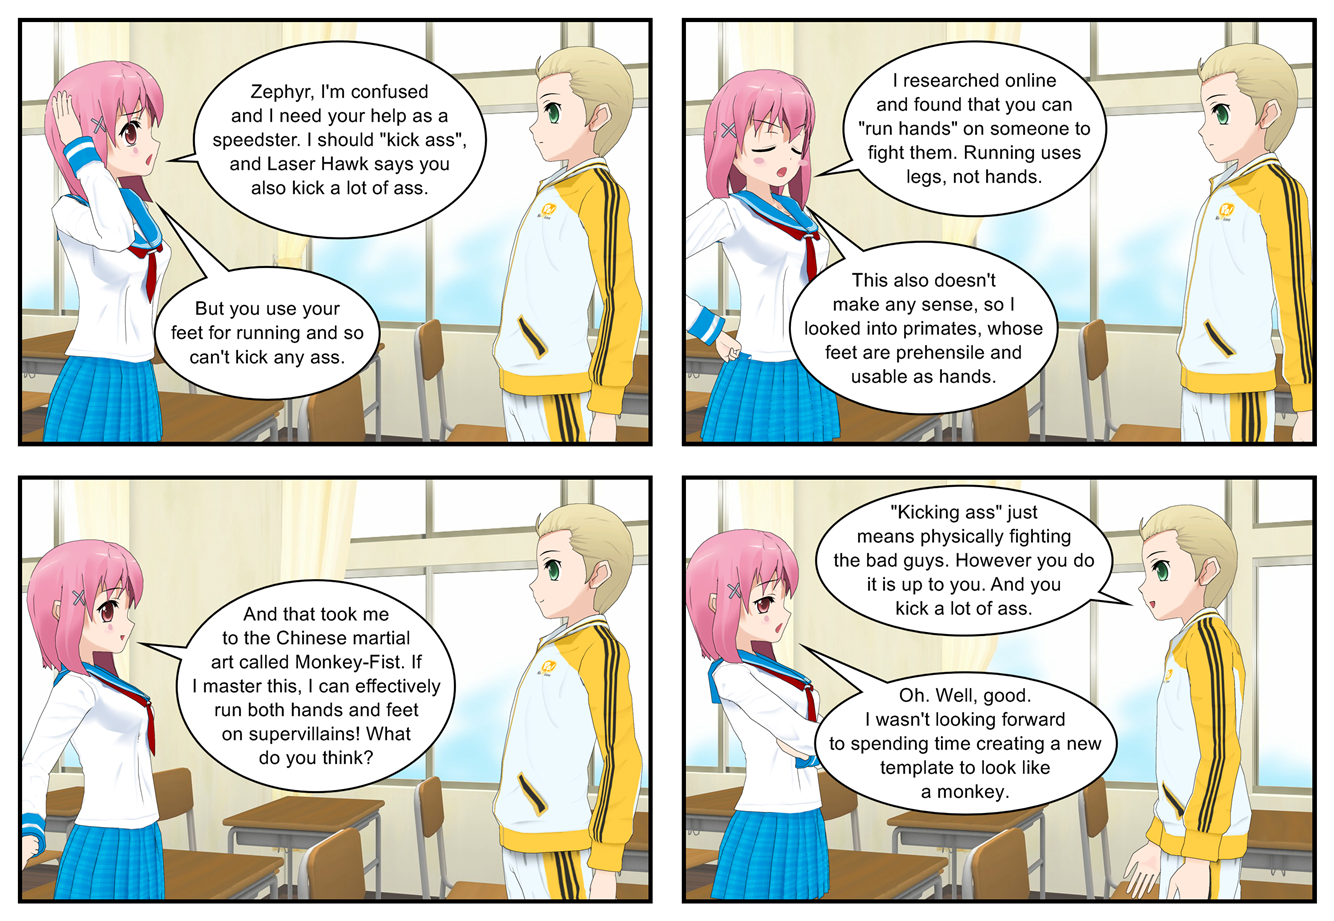 Zephyr, I'm confused
and I need your help as a
speedster. I should "kick ass",
and Laser Hawk says you
also kick a lot of ass.
But you use your
feet for running and so
can't kick any ass.
I researched online
and found that you can
"run hands" on someone to
fight them. Running uses
legs, not hands.
This also doesn't
make any sense, so I
looked into primates, whose
feet are prehensile and
usable as hands.
And that took me
to the Chinese martial
art called Monkey-Fist. If
I master this, I can effectively
run both hands and feet
on supervillains! What
do you think?
"Kicking ass" just
means physically fighting
the bad guys. However you do
it is up to you. And you
kick a lot of ass.
Oh. Well, good.
I wasn't looking forward
to spending time creating a new
template to look like
a monkey.